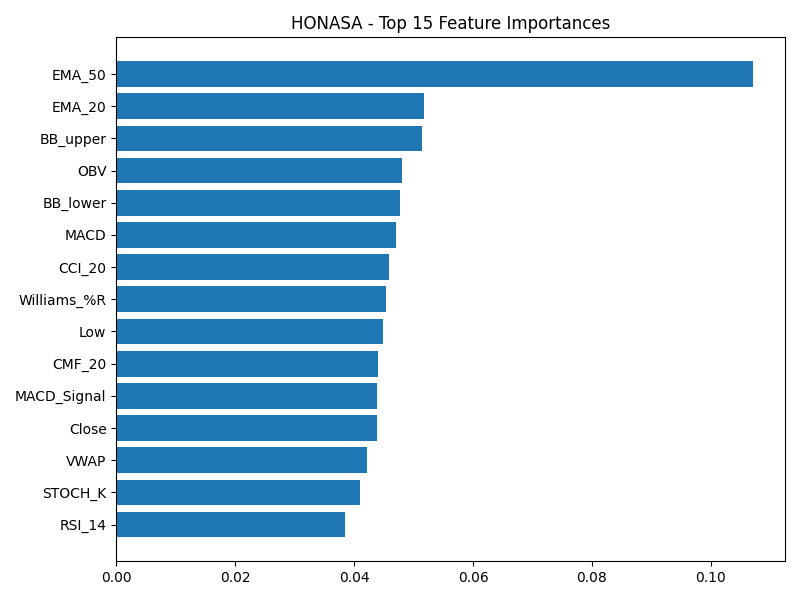 HONASA - Top 15 Feature Importances
EMA_50
EMA_20
BB_upper
OBV
BB_lower
MACD
CCI_20
Williams_%R
Low
CMF_20
MACD_Signal
Close
VWAP
STOCH_K
RSI_14
0.00 0.02 0.04 0.06 0.08 0.10